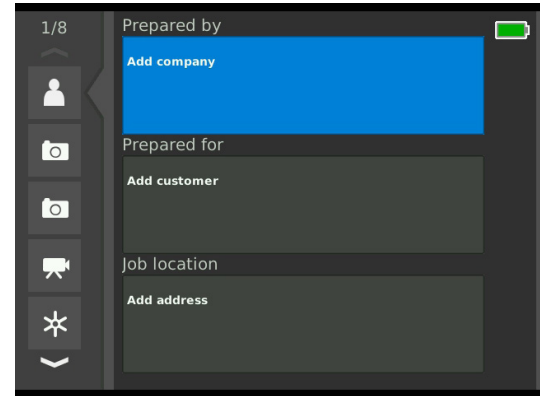 1/8
Prepared by
Add company
Prepared for
Add customer
Job location
Add address